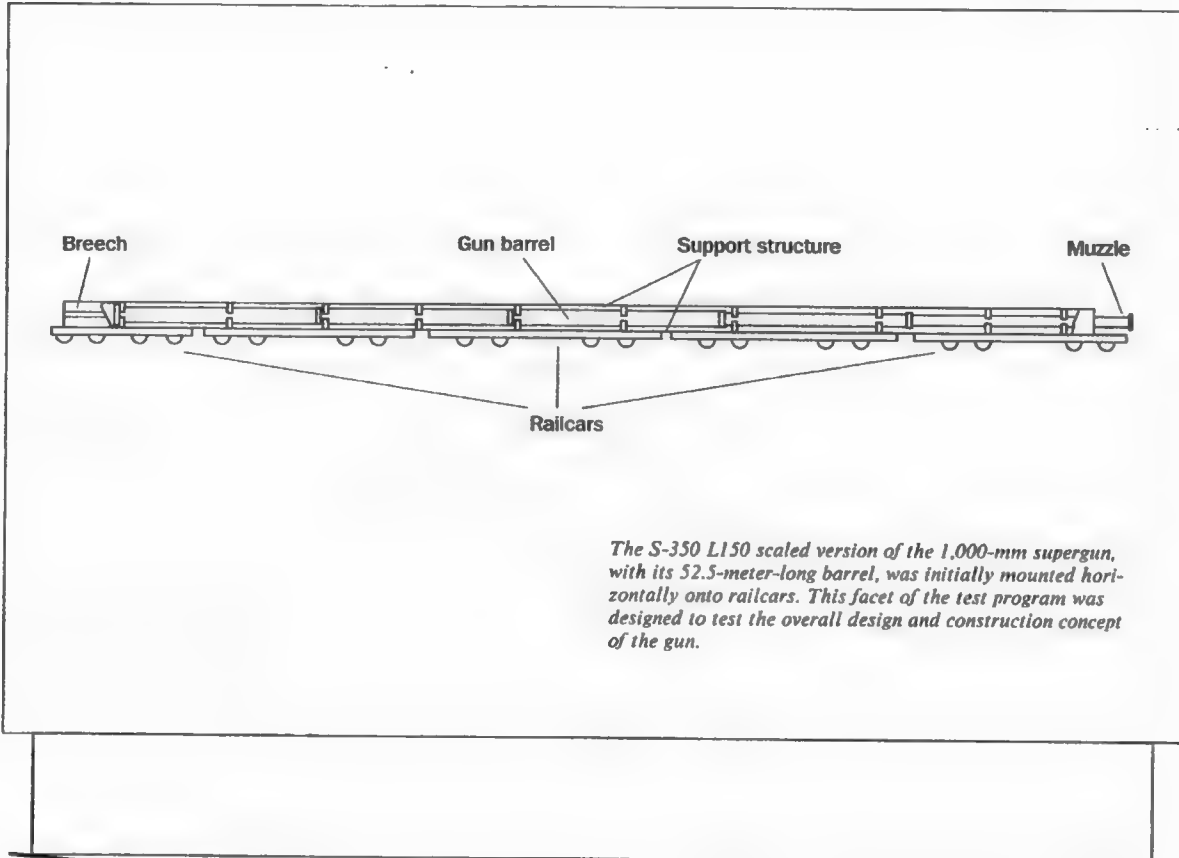 Breech
Gun barrel
Support structure
Muzzle
Railcars
The S-350 L150 scaled version of the 1,000-mm supergun,
with its 52.5-meter-long barrel, was initially mounted hori-
zontally onto railcars. This facet of the test program was
designed to test the overall design and construction concept
of the gun.